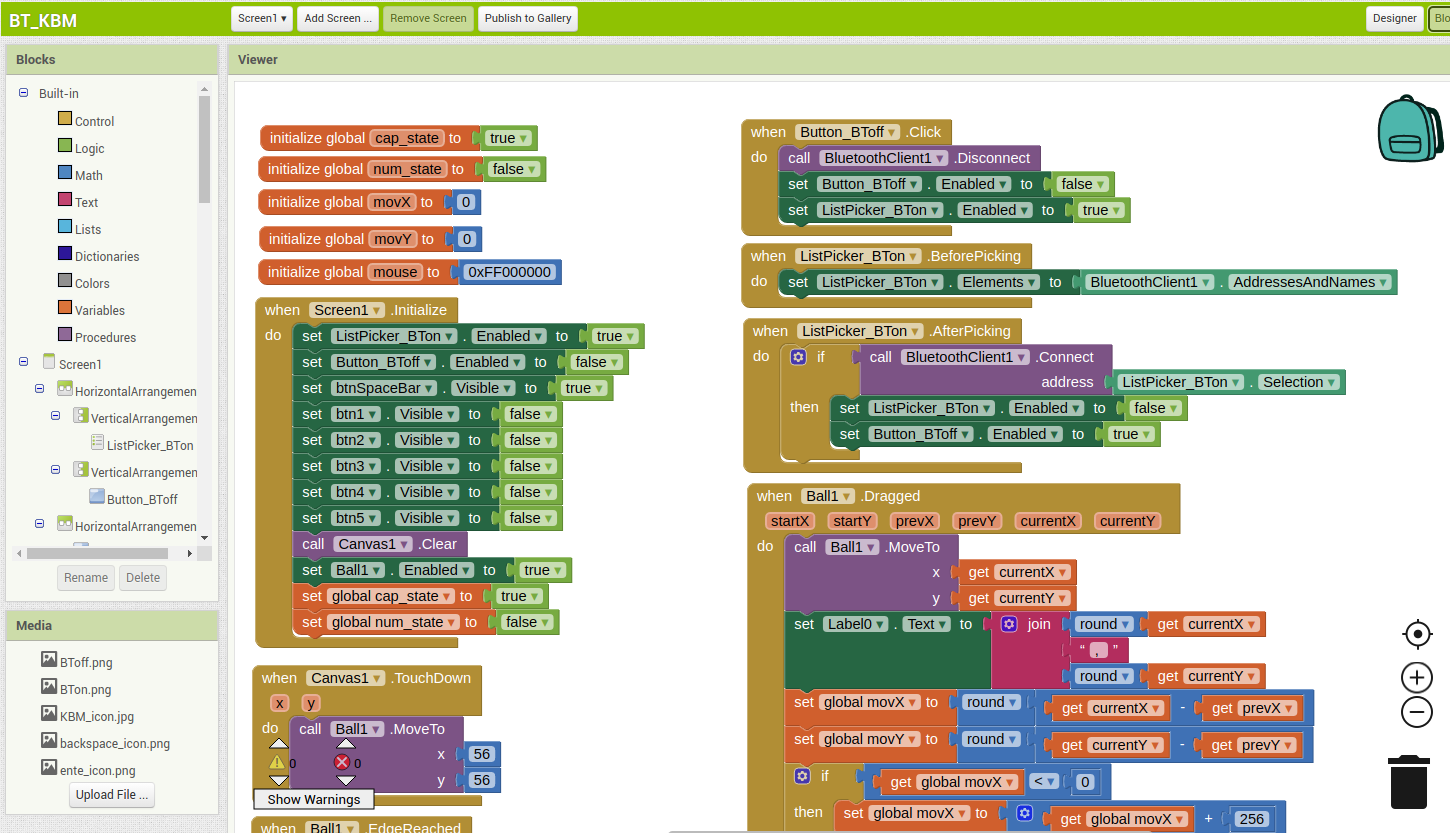 BT_KBM
Screen1 ▾ Add Screen ... Remove Screen Publish to Gallery Designer Blo
Blocks
Built-in
Control
Logic
Math
Text
Lists
Dictionaries
Colors
Variables
Procedures
Screen1
HorizontalArrangemen
VerticalArrangemen
ListPicker_BTon
VerticalArrangemen
Button_BToff
HorizontalArrangemen
Rename Delete
Media
BToff.png
BTon.png
KBM_icon.jpg
backspace_icon.png
ente_icon.png
Upload File ...
Viewer
initialize global cap_state to true
initialize global num_state to false
initialize global movX to 0
initialize global movY to 0
initialize global mouse to 0xFF000000
when Screen1 .Initialize
do set ListPicker_BTon . Enabled to true
set Button_BToff . Enabled to false
set btnSpaceBar . Visible to true
set btn1 . Visible to false
set btn2 . Visible to false
set btn3 . Visible to false
set btn4 . Visible to false
set btn5 . Visible to false
call Canvas1 .Clear
set Ball1 . Enabled to true
set global cap_state to true
set global num_state to false
when Canvas1 .TouchDown
x y
do call Ball1 .MoveTo
x 56
y 56
0 0
Show Warnings
when Ball1 .EdgeReached
when Button_BToff .Click
do call BluetoothClient1 .Disconnect
set Button_BToff . Enabled to false
set ListPicker_BTon . Enabled to true
when ListPicker_BTon .BeforePicking
do set ListPicker_BTon . Elements to BluetoothClient1 . AddressesAndNames
when ListPicker_BTon .AfterPicking
do if call BluetoothClient1 .Connect
address ListPicker_BTon . Selection
then set ListPicker_BTon . Enabled to false
set Button_BToff . Enabled to true
when Ball1 .Dragged
startX startY prevX prevY currentX currentY
do call Ball1 .MoveTo
x get currentX
y get currentY
set Label0 . Text to join round get currentX
“ , ”
round get currentY
set global movX to round get currentX - get prevX
set global movY to round get currentY - get prevY
if get global movX < 0
then set global movX to get global movX + 256